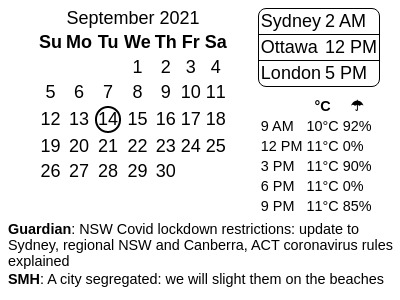 September 2021
Su Mo Tu We Th Fr Sa
1 2 3 4
5 6 7 8 9 10 11
12 13 14 15 16 17 18
19 20 21 22 23 24 25
26 27 28 29 30
Sydney 2 AM
Ottawa 12 PM
London 5 PM
°C ☂
9 AM 10°C 92%
12 PM 11°C 0%
3 PM 11°C 90%
6 PM 11°C 0%
9 PM 11°C 85%
Guardian: NSW Covid lockdown restrictions: update to
Sydney, regional NSW and Canberra, ACT coronavirus rules
explained
SMH: A city segregated: we will slight them on the beaches